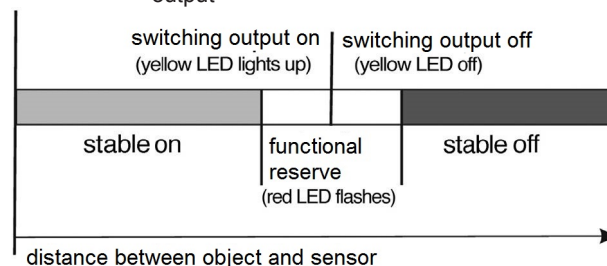 output
switching output on
(yellow LED lights up)
switching output off
(yellow LED off)
stable on
functional
reserve
(red LED flashes)
stable off
distance between object and sensor